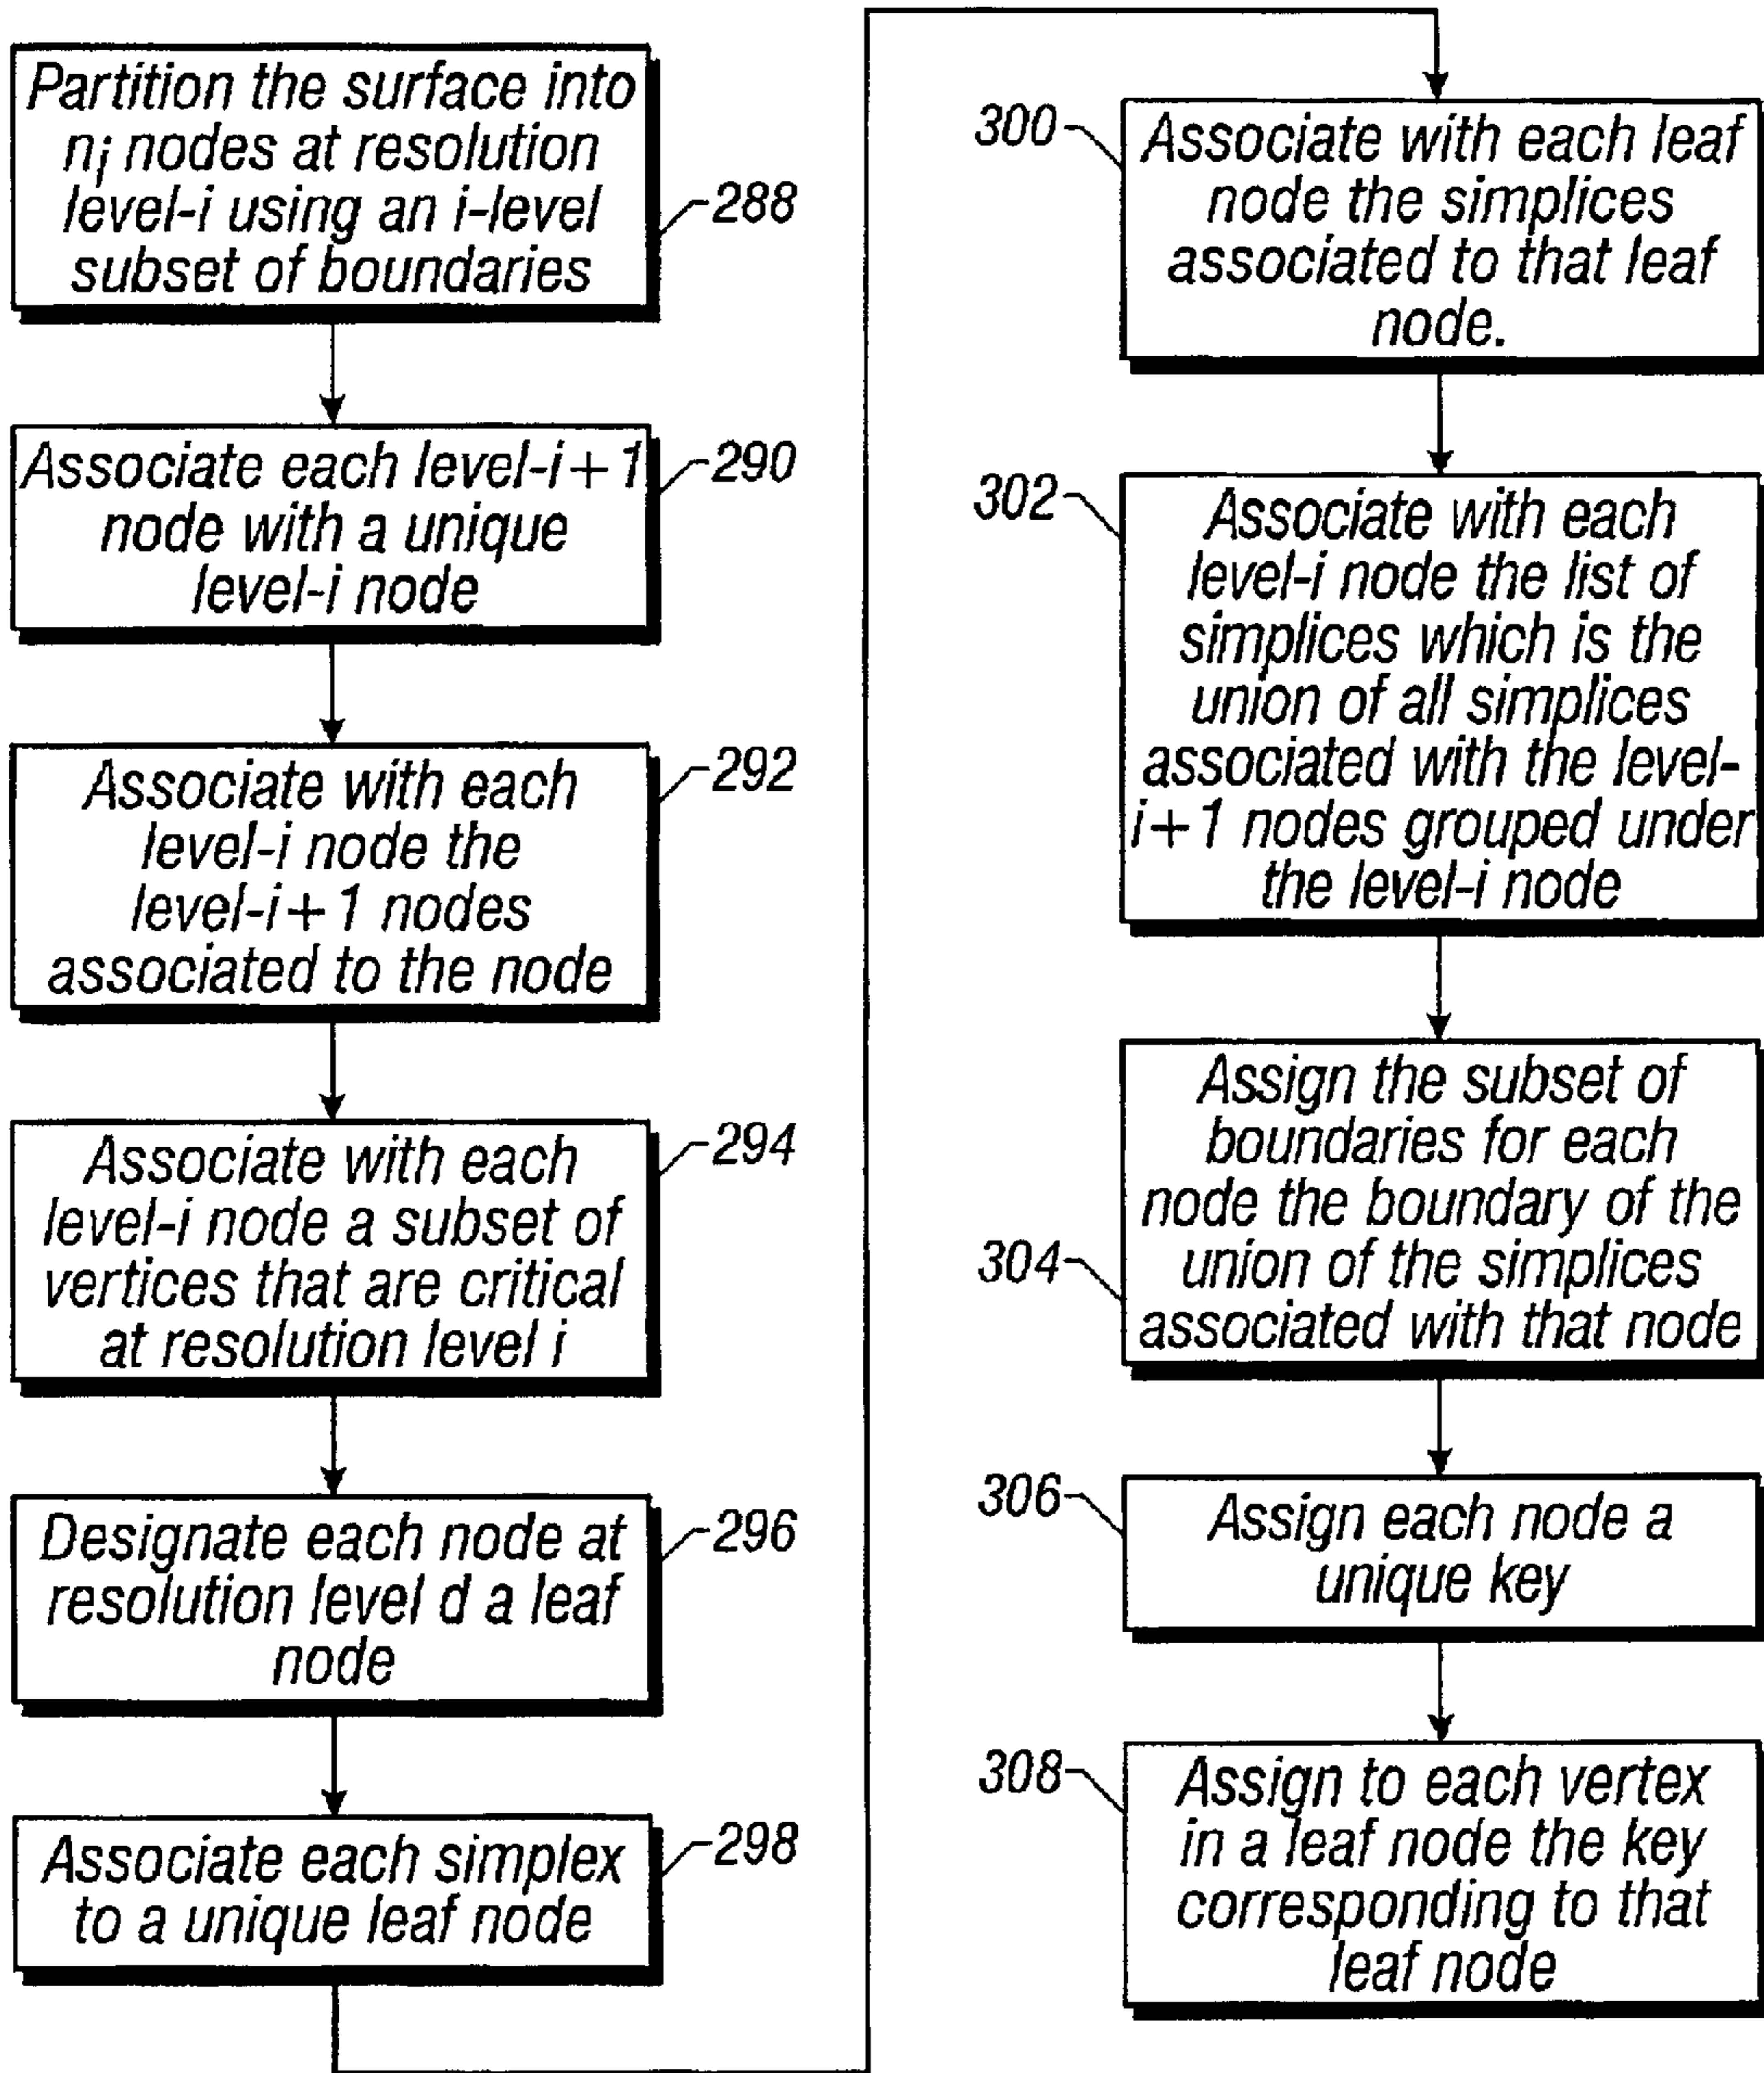 Partition the surface into
ni nodes at resolution
level-i using an i-level
subset of boundaries
288
Associate each level-i+1
node with a unique
level-i node
290
Associate with each
level-i node the
level-i+1 nodes
associated to the node
292
Associate with each
level-i node a subset of
vertices that are critical
at resolution level i
294
Designate each node at
resolution level d a leaf
node
296
Associate each simplex
to a unique leaf node
298
300
Associate with each leaf
node the simplices
associated to that leaf
node.
302
Associate with each
level-i node the list of
simplices which is the
union of all simplices
associated with the level-
i+1 nodes grouped under
the level-i node
304
Assign the subset of
boundaries for each
node the boundary of the
union of the simplices
associated with that node
306
Assign each node a
unique key
308
Assign to each vertex
in a leaf node the key
corresponding to that
leaf node